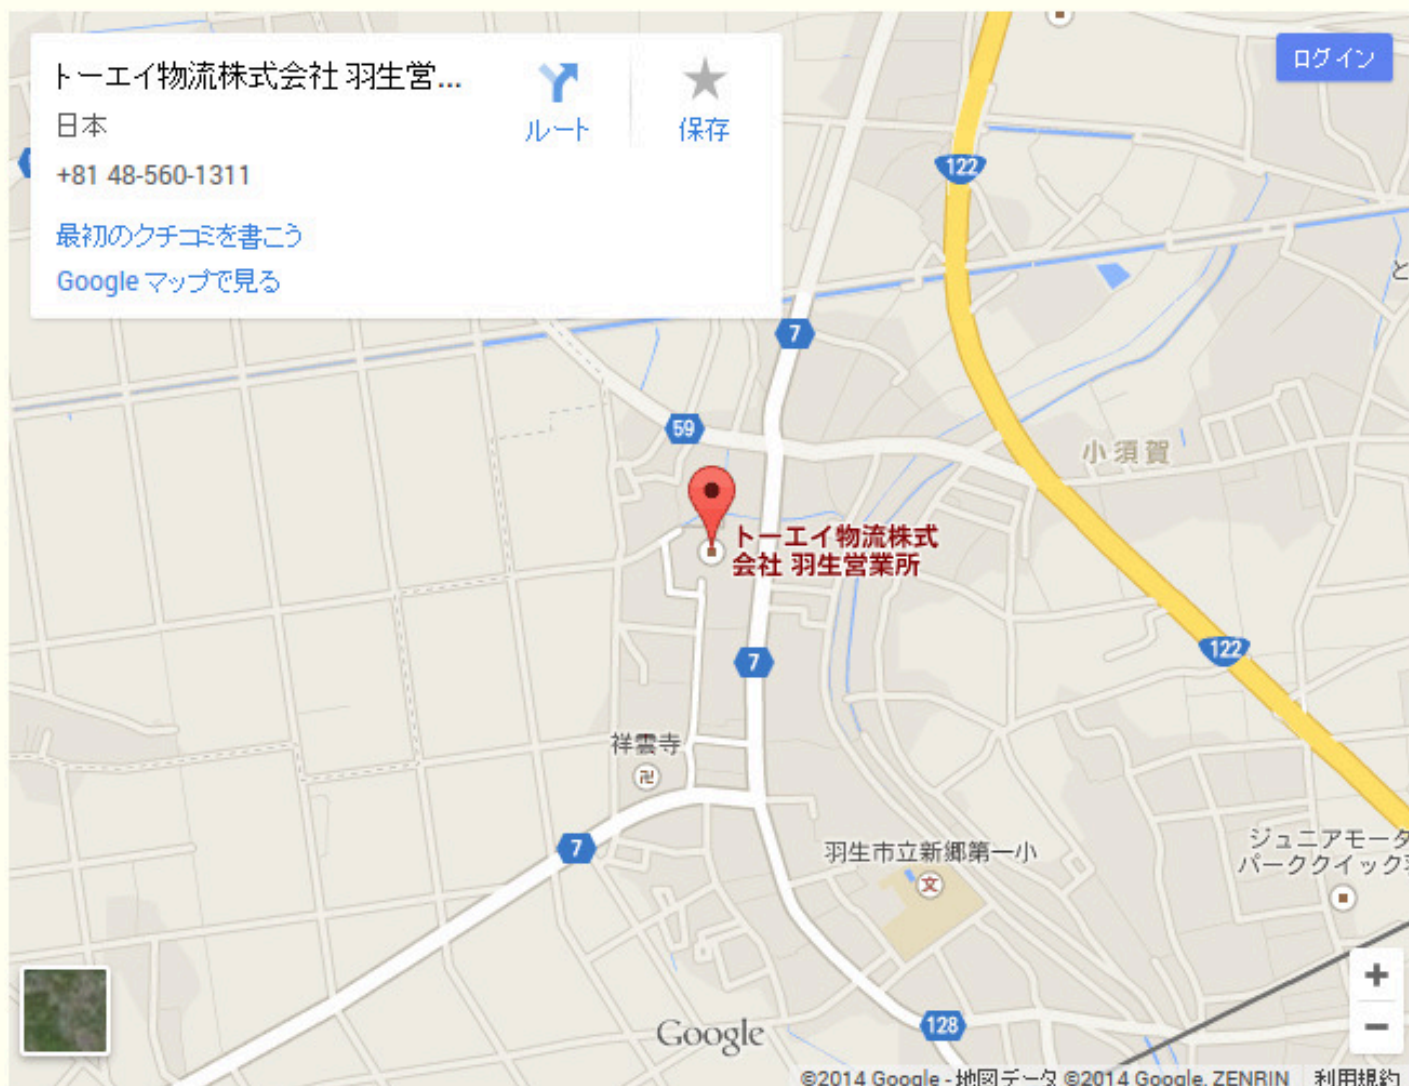 トーエイ物流株式会社 羽生営...
日本
+81 48-560-1311
最初のクチコミを書こう
Google マップで見る
ルート
保存
ログイン
122
7
59
小須賀
トーエイ物流株式
会社 羽生営業所
7
122
祥雲寺
卍
7
羽生市立新郷第一小
文
ジュニアモータ
パーククイック
128
Google
+
−
©2014 Google - 地図データ ©2014 Google, ZENRIN
利用規約